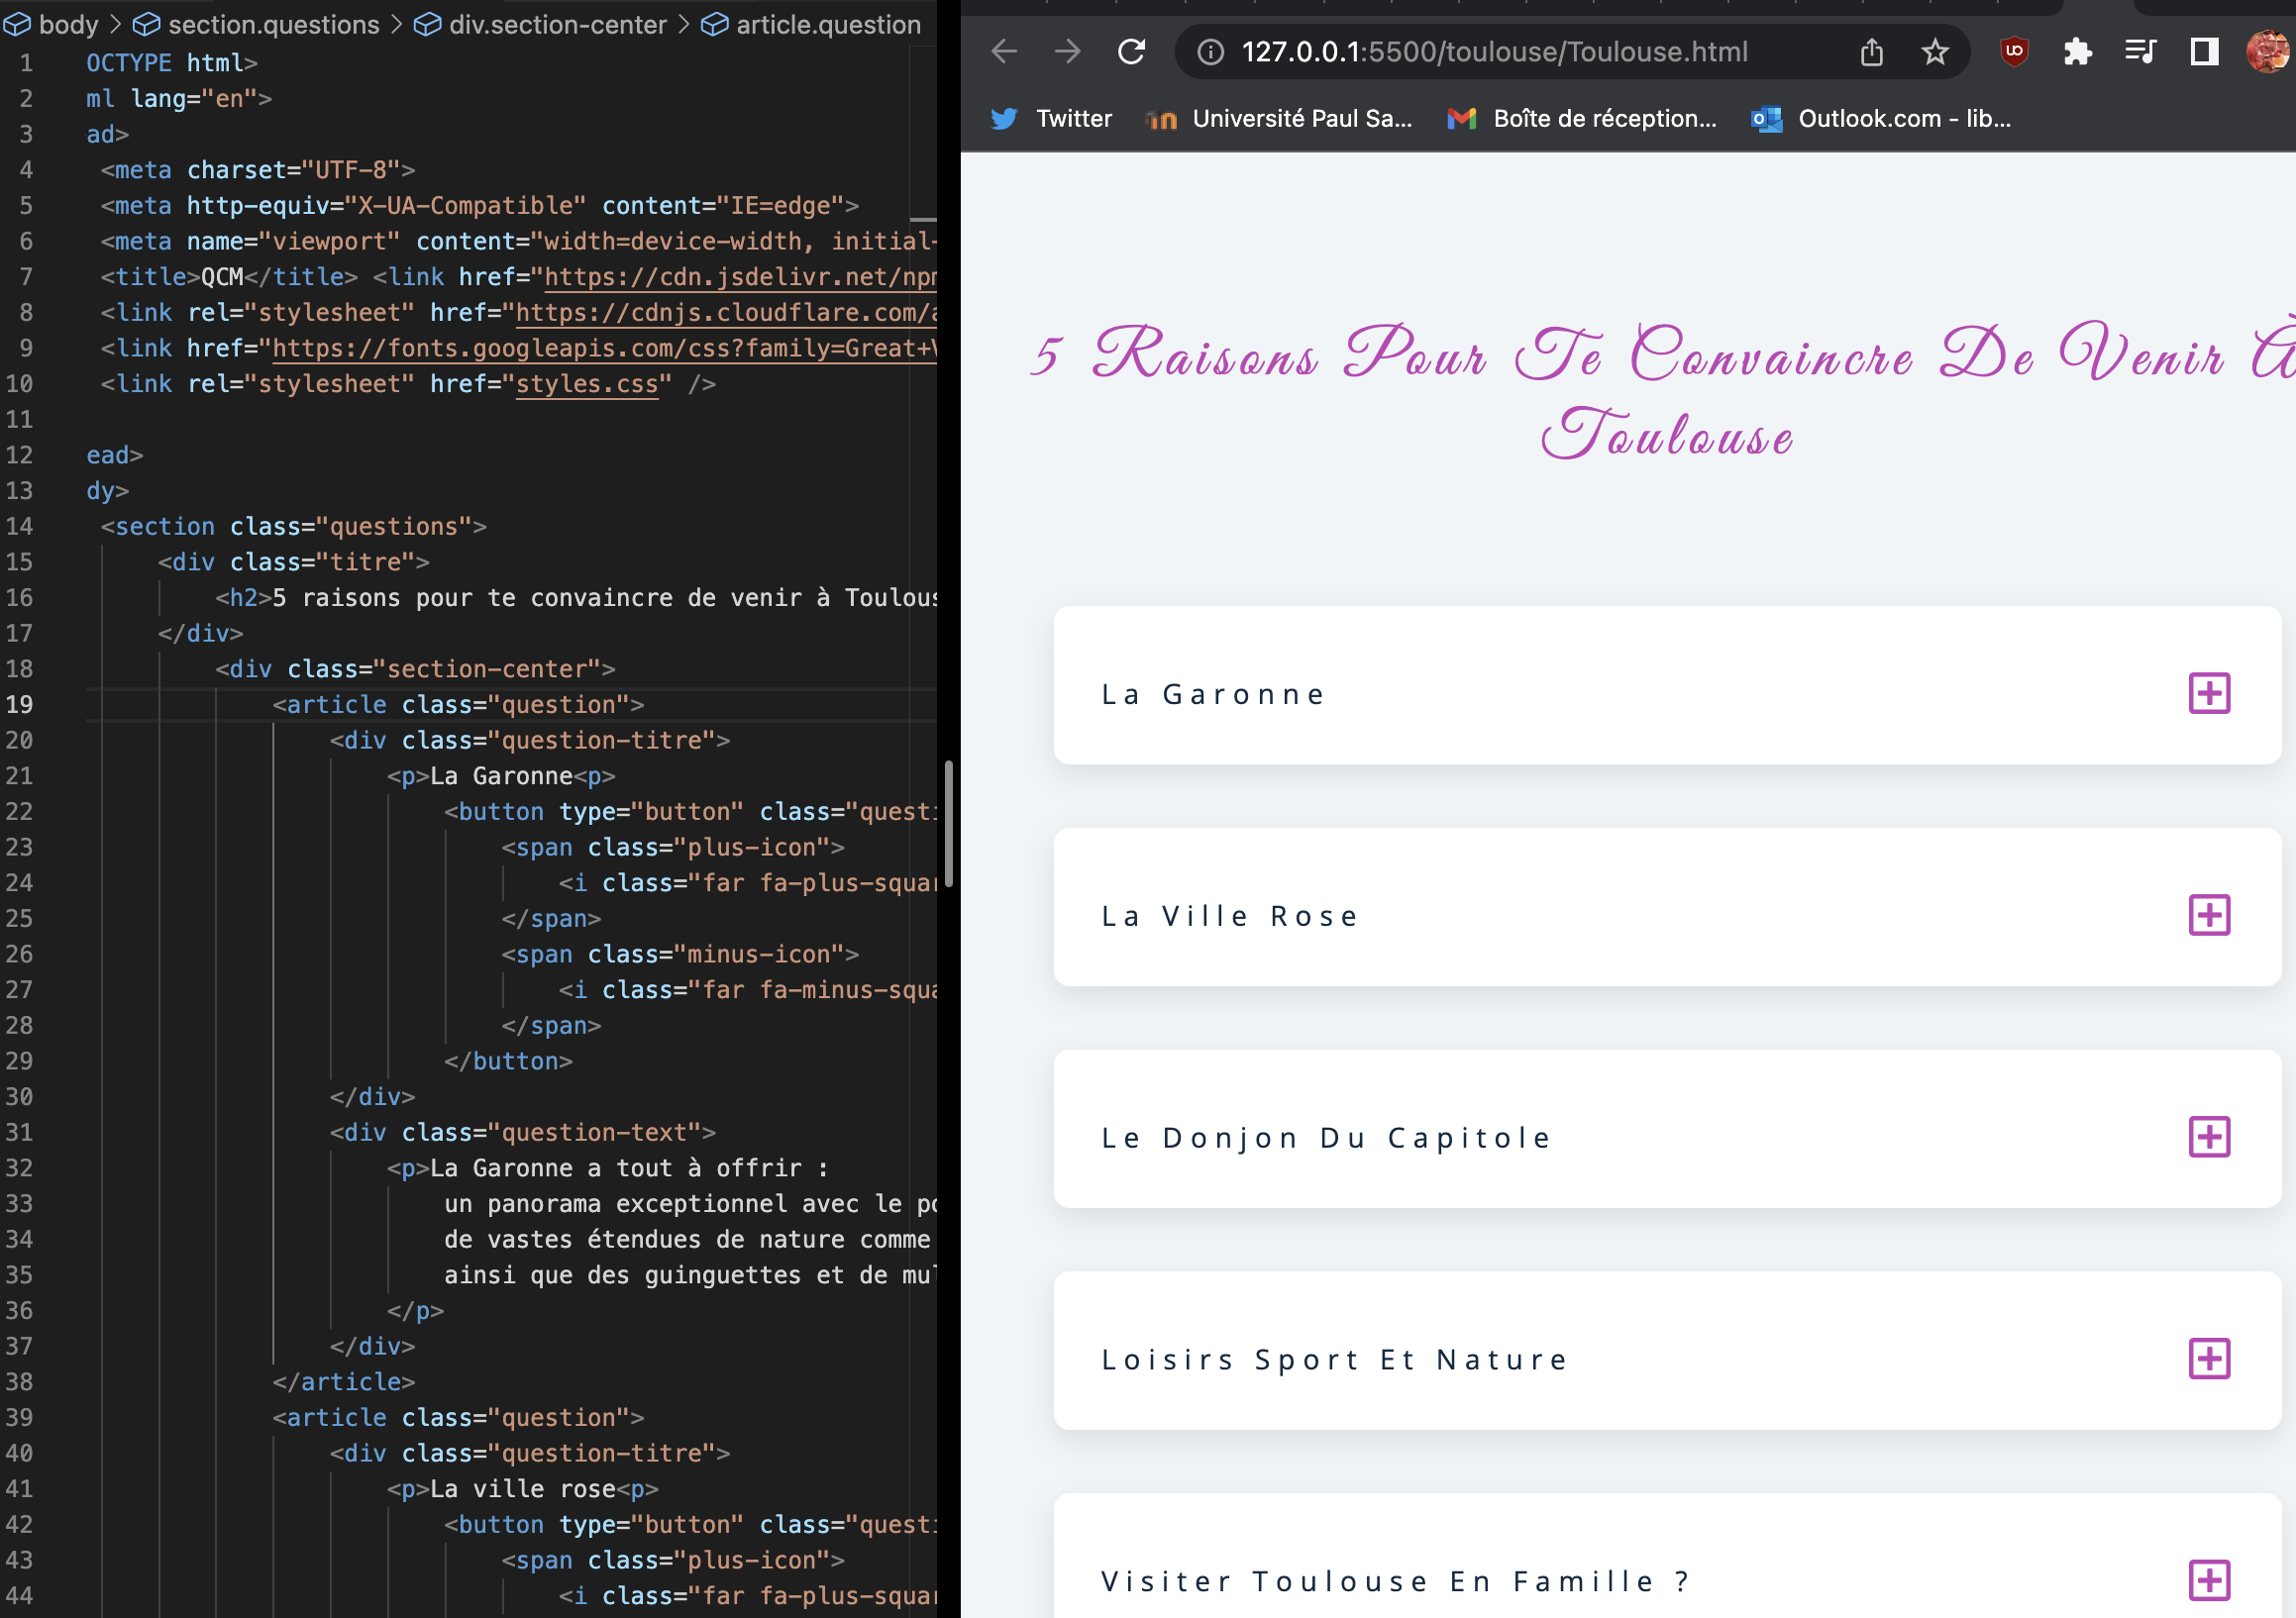 body > section.questions > div.section-center > article.question
1 OCTYPE html>
2 ml lang="en">
3 ad>
4 <meta charset="UTF-8">
5 <meta http-equiv="X-UA-Compatible" content="IE=edge">
6 <meta name="viewport" content="width=device-width, initial-
7 <title>QCM</title> <link href="https://cdn.jsdelivr.net/npm
8 <link rel="stylesheet" href="https://cdnjs.cloudflare.com/a
9 <link href="https://fonts.googleapis.com/css?family=Great+V
10 <link rel="stylesheet" href="styles.css" />
11
12 ead>
13 dy>
14 <section class="questions">
15 <div class="titre">
16 <h2>5 raisons pour te convaincre de venir à Toulous
17 </div>
18 <div class="section-center">
19 <article class="question">
20 <div class="question-titre">
21 <p>La Garonne<p>
22 <button type="button" class="questi
23 <span class="plus-icon">
24 <i class="far fa-plus-squar
25 </span>
26 <span class="minus-icon">
27 <i class="far fa-minus-squa
28 </span>
29 </button>
30 </div>
31 <div class="question-text">
32 <p>La Garonne a tout à offrir :
33 un panorama exceptionnel avec le po
34 de vastes étendues de nature comme
35 ainsi que des guinguettes et de mul
36 </p>
37 </div>
38 </article>
39 <article class="question">
40 <div class="question-titre">
41 <p>La ville rose<p>
42 <button type="button" class="questi
43 <span class="plus-icon">
44 <i class="far fa-plus-squar
127.0.0.1:5500/toulouse/Toulouse.html
Twitter Université Paul Sa... Boîte de réception... Outlook.com - lib...
5 Raisons Pour Te Convaincre De Venir À
Toulouse
La Garonne
La Ville Rose
Le Donjon Du Capitole
Loisirs Sport Et Nature
Visiter Toulouse En Famille ?